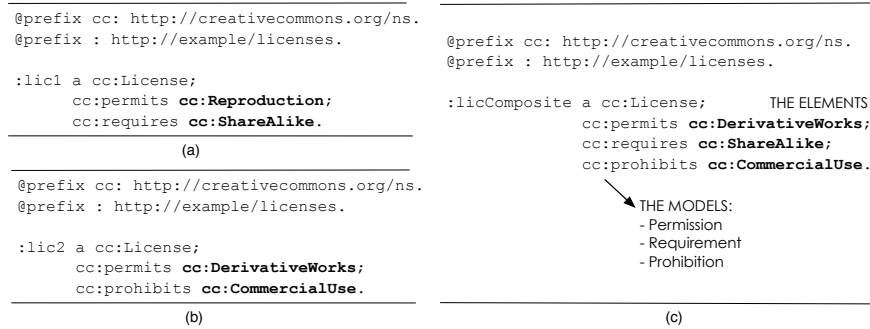 @prefix cc: http://creativecommons.org/ns.
@prefix : http://example/licenses.
:lic1 a cc:License;
cc:permits cc:Reproduction;
cc:requires cc:ShareAlike.
(a)
@prefix cc: http://creativecommons.org/ns.
@prefix : http://example/licenses.
:lic2 a cc:License;
cc:permits cc:DerivativeWorks;
cc:prohibits cc:CommercialUse.
(b)
@prefix cc: http://creativecommons.org/ns.
@prefix : http://example/licenses.
:licComposite a cc:License; THE ELEMENTS
cc:permits cc:DerivativeWorks;
cc:requires cc:ShareAlike;
cc:prohibits cc:CommercialUse.
THE MODELS:
- Permission
- Requirement
- Prohibition
(c)